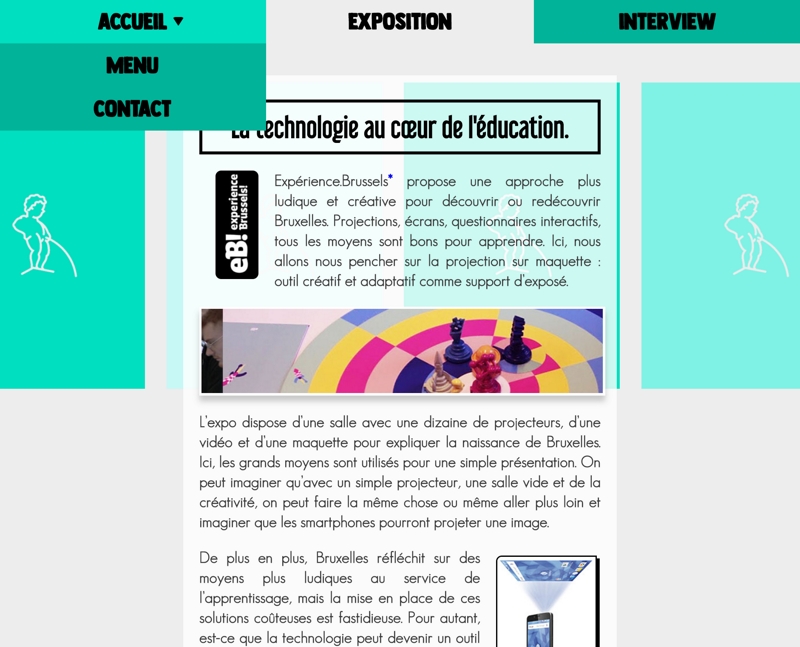 ACCUEIL ▼
EXPOSITION
INTERVIEW
MENU
CONTACT
La technologie au cœur de l'éducation.
eB! experience
Brussels!
Expérience.Brussels* propose une approche plus
ludique et créative pour découvrir ou redécouvrir
Bruxelles. Projections, écrans, questionnaires interactifs,
tous les moyens sont bons pour apprendre. Ici, nous
allons nous pencher sur la projection sur maquette :
outil créatif et adaptatif comme support d'exposé.
L'expo dispose d'une salle avec une dizaine de projecteurs, d'une
vidéo et d'une maquette pour expliquer la naissance de Bruxelles.
Ici, les grands moyens sont utilisés pour une simple présentation. On
peut imaginer qu'avec un simple projecteur, une salle vide et de la
créativité, on peut faire la même chose ou même aller plus loin et
imaginer que les smartphones pourront projeter une image.
De plus en plus, Bruxelles réfléchit sur des
moyens plus ludiques au service de
l'apprentissage, mais la mise en place de ces
solutions coûteuses est fastidieuse. Pour autant,
est-ce que la technologie peut devenir un outil